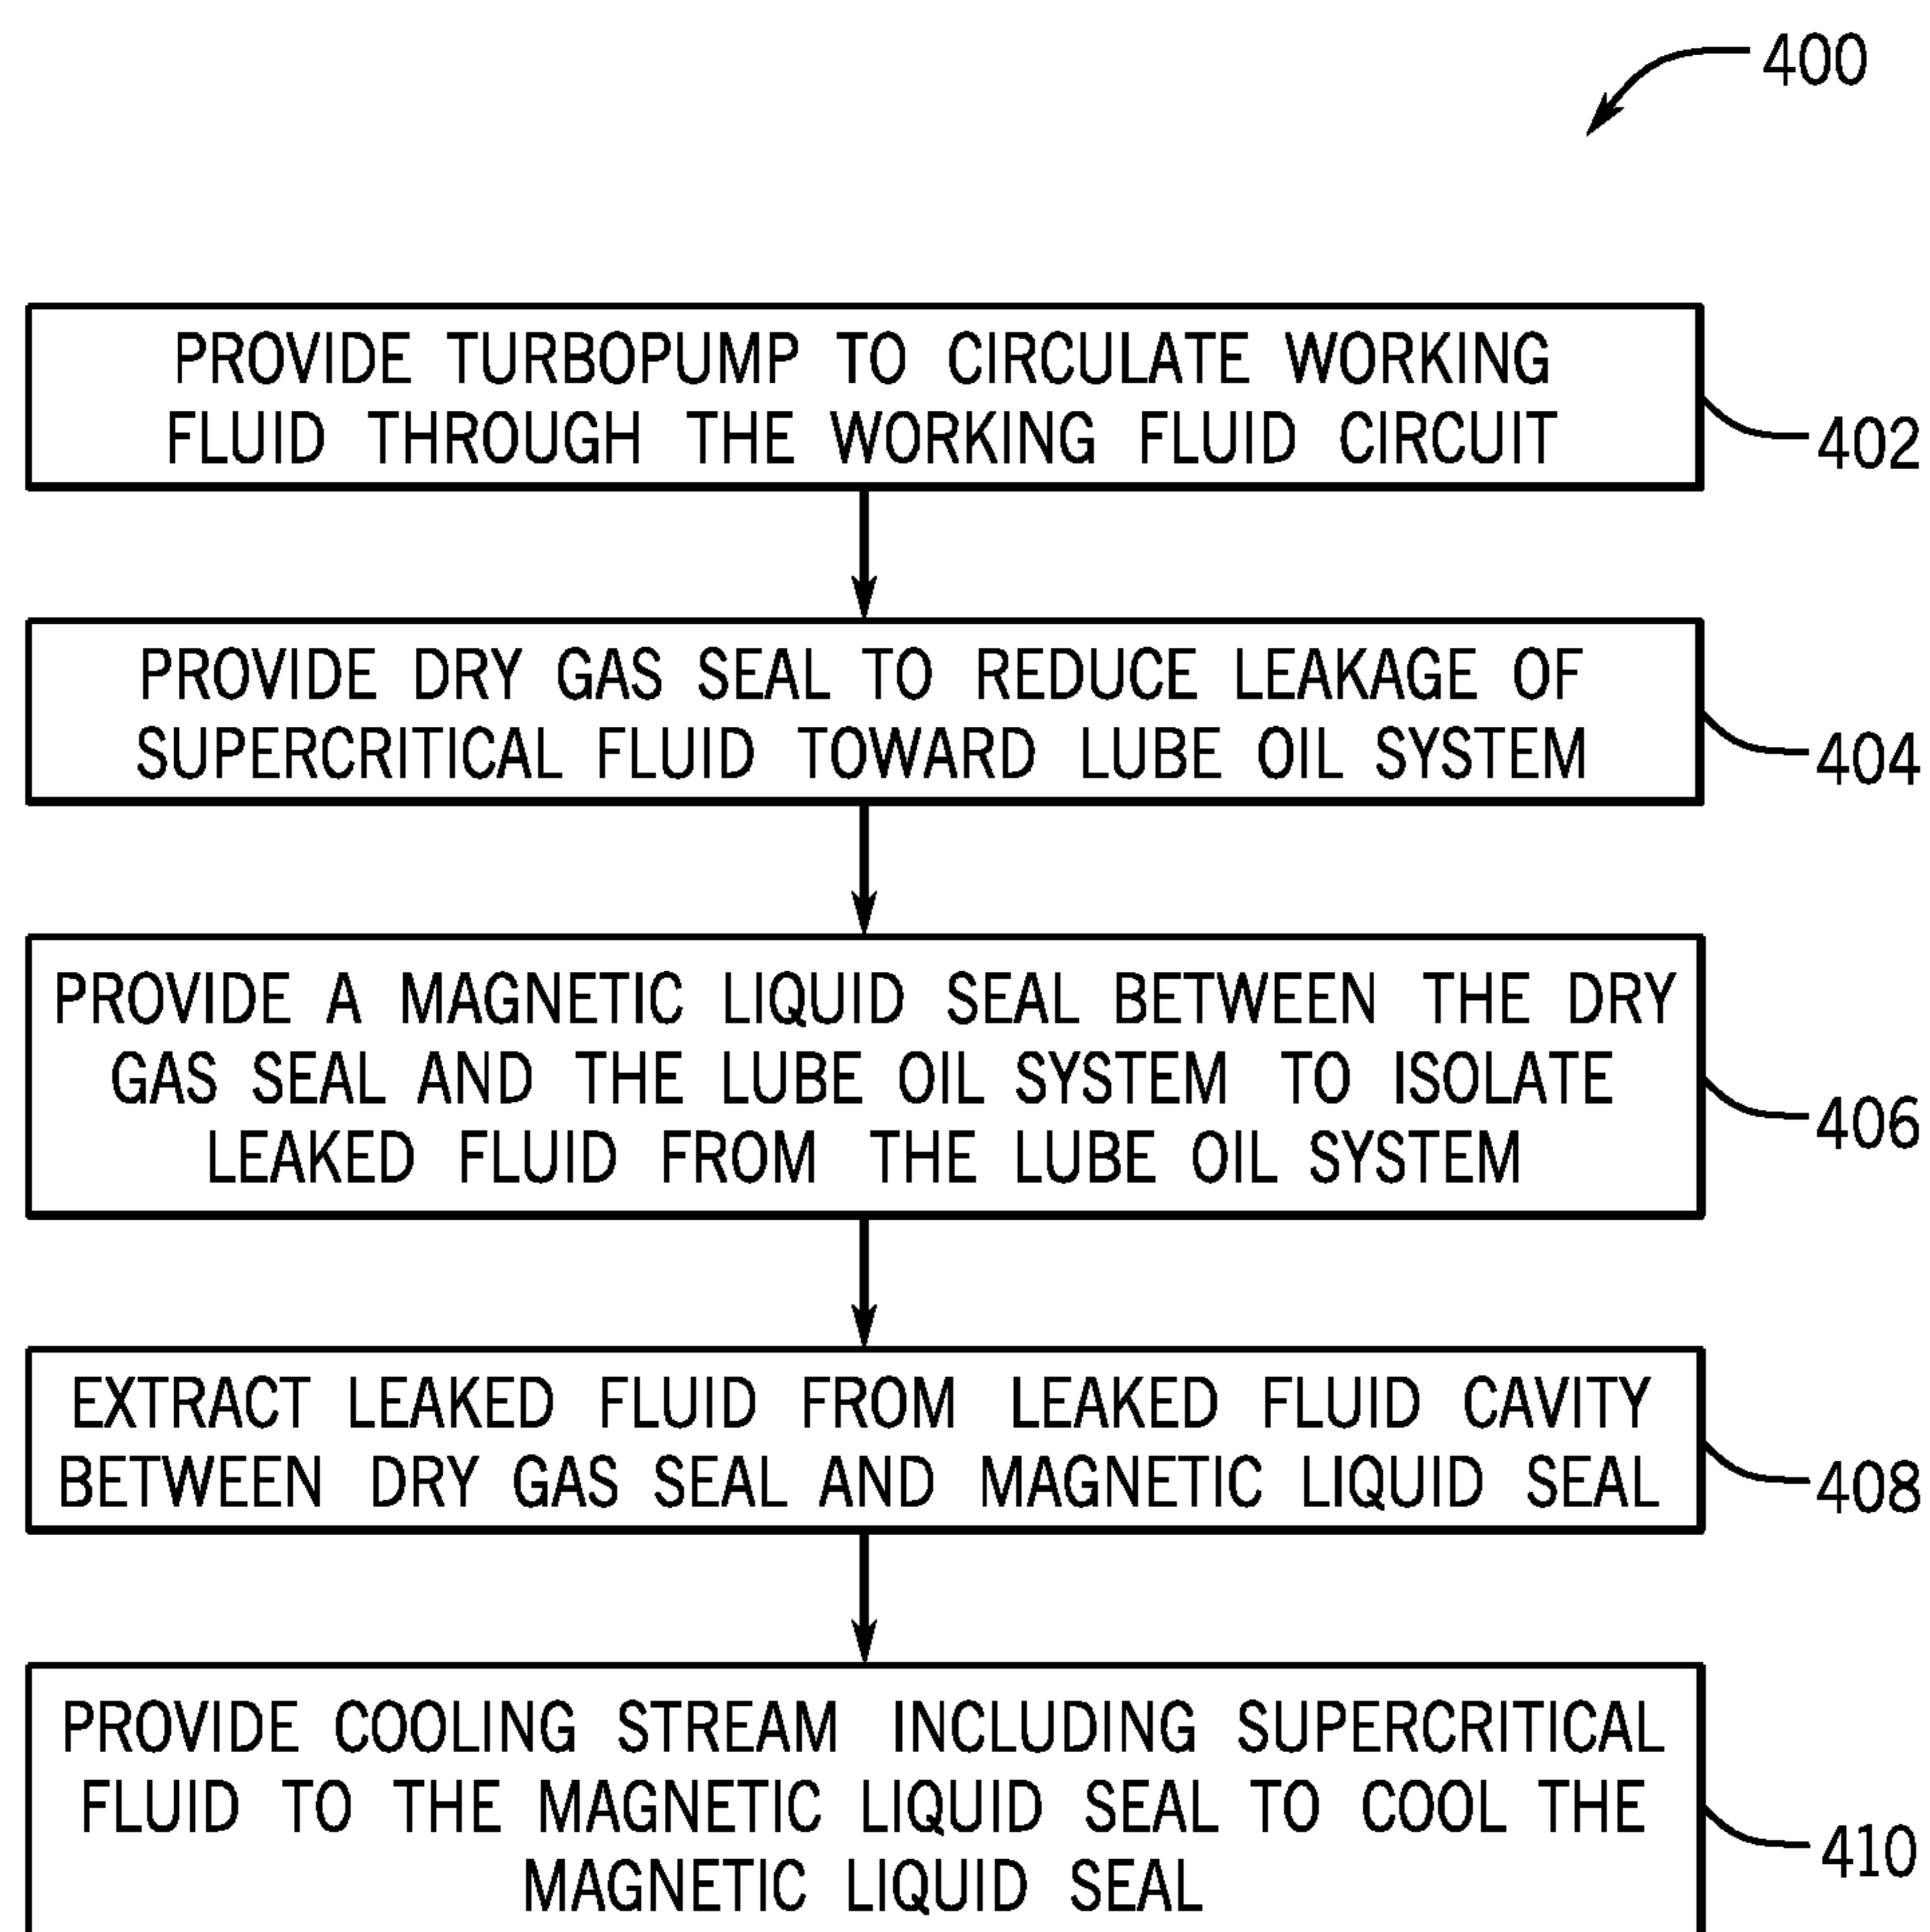 400
PROVIDE TURBOPUMP TO CIRCULATE WORKING
FLUID THROUGH THE WORKING FLUID CIRCUIT
402
PROVIDE DRY GAS SEAL TO REDUCE LEAKAGE OF
SUPERCRITICAL FLUID TOWARD LUBE OIL SYSTEM
404
PROVIDE A MAGNETIC LIQUID SEAL BETWEEN THE DRY
GAS SEAL AND THE LUBE OIL SYSTEM TO ISOLATE
LEAKED FLUID FROM THE LUBE OIL SYSTEM
406
EXTRACT LEAKED FLUID FROM LEAKED FLUID CAVITY
BETWEEN DRY GAS SEAL AND MAGNETIC LIQUID SEAL
408
PROVIDE COOLING STREAM INCLUDING SUPERCRITICAL
FLUID TO THE MAGNETIC LIQUID SEAL TO COOL THE
MAGNETIC LIQUID SEAL
410